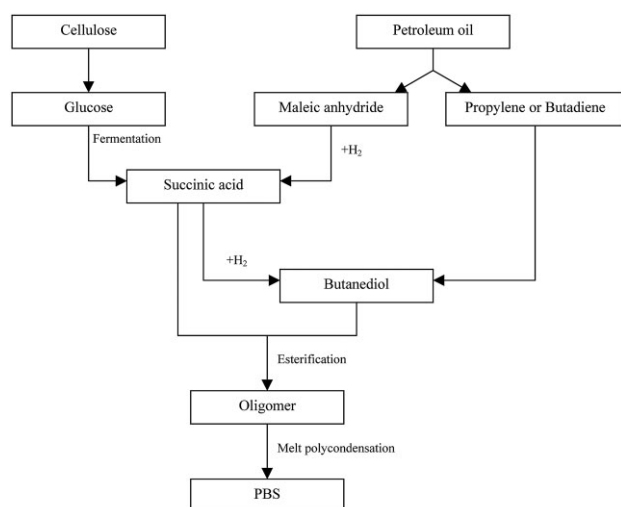 Cellulose
Petroleum oil
Glucose
Maleic anhydride
Propylene or Butadiene
Fermentation
+H₂
Succinic acid
+H₂
Butanediol
Esterification
Oligomer
Melt polycondensation
PBS